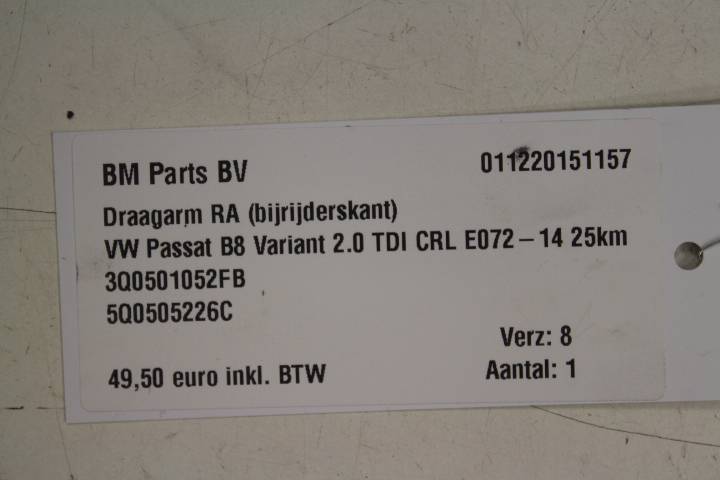 BM Parts BV 011220151157
Draagarm RA (bijrijderskant)
VW Passat B8 Variant 2.0 TDI CRL E072 – 14 25km
3Q0501052FB
5Q0505226C
Verz: 8
49,50 euro inkl. BTW Aantal: 1